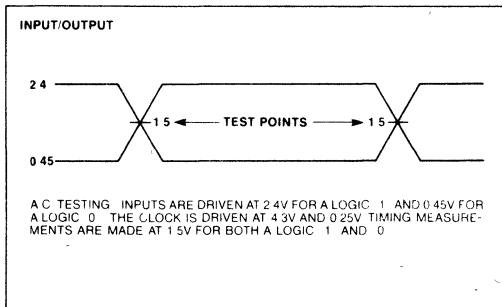 INPUT/OUTPUT
2 4
1 5 TEST POINTS 1 5
0 45
A C TESTING INPUTS ARE DRIVEN AT 2 4V FOR A LOGIC 1 AND 0 45V FOR
A LOGIC 0 THE CLOCK IS DRIVEN AT 4 3V AND 0 25V TIMING MEASURE-
MENTS ARE MADE AT 1 5V FOR BOTH A LOGIC 1 AND 0